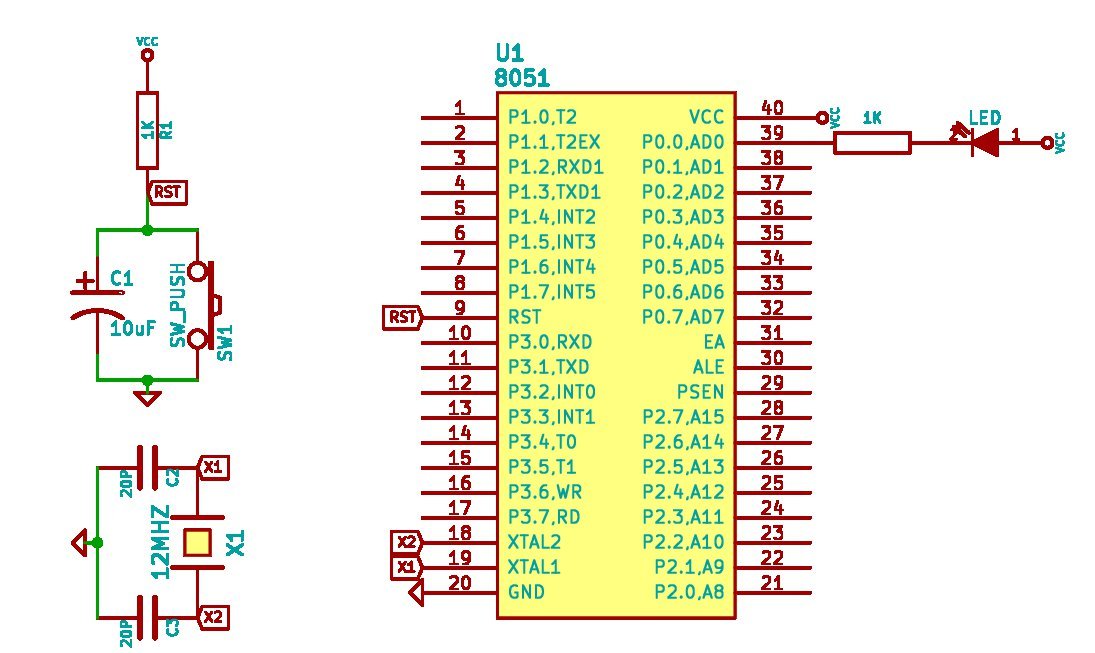 VCC
1K
R1
RST
C1
10uF
SW_PUSH
SW1
20P
C2
X1
12MHZ
X1
20P
C3
X2
U1
8051
1 P1.0,T2 VCC 40 VCC
2 P1.1,T2EX P0.0,AD0 39 1K 2 LED 1 VCC
3 P1.2,RXD1 P0.1,AD1 38
4 P1.3,TXD1 P0.2,AD2 37
5 P1.4,INT2 P0.3,AD3 36
6 P1.5,INT3 P0.4,AD4 35
7 P1.6,INT4 P0.5,AD5 34
8 P1.7,INT5 P0.6,AD6 33
RST 9 RST P0.7,AD7 32
10 P3.0,RXD EA 31
11 P3.1,TXD ALE 30
12 P3.2,INT0 PSEN 29
13 P3.3,INT1 P2.7,A15 28
14 P3.4,T0 P2.6,A14 27
15 P3.5,T1 P2.5,A13 26
16 P3.6,WR P2.4,A12 25
17 P3.7,RD P2.3,A11 24
X2 18 XTAL2 P2.2,A10 23
X1 19 XTAL1 P2.1,A9 22
20 GND P2.0,A8 21